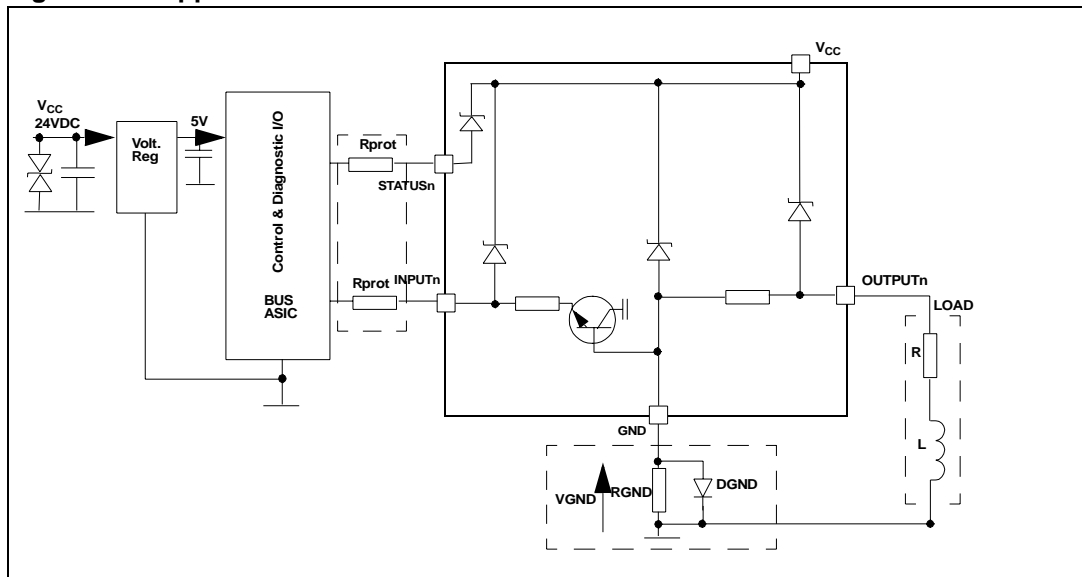 VCC
VCC
24VDC
5V
Volt.
Reg
Control & Diagnostic I/O
BUS
ASIC
Rprot
STATUSn
Rprot
INPUTn
OUTPUTn
LOAD
R
L
GND
VGND
RGND
DGND